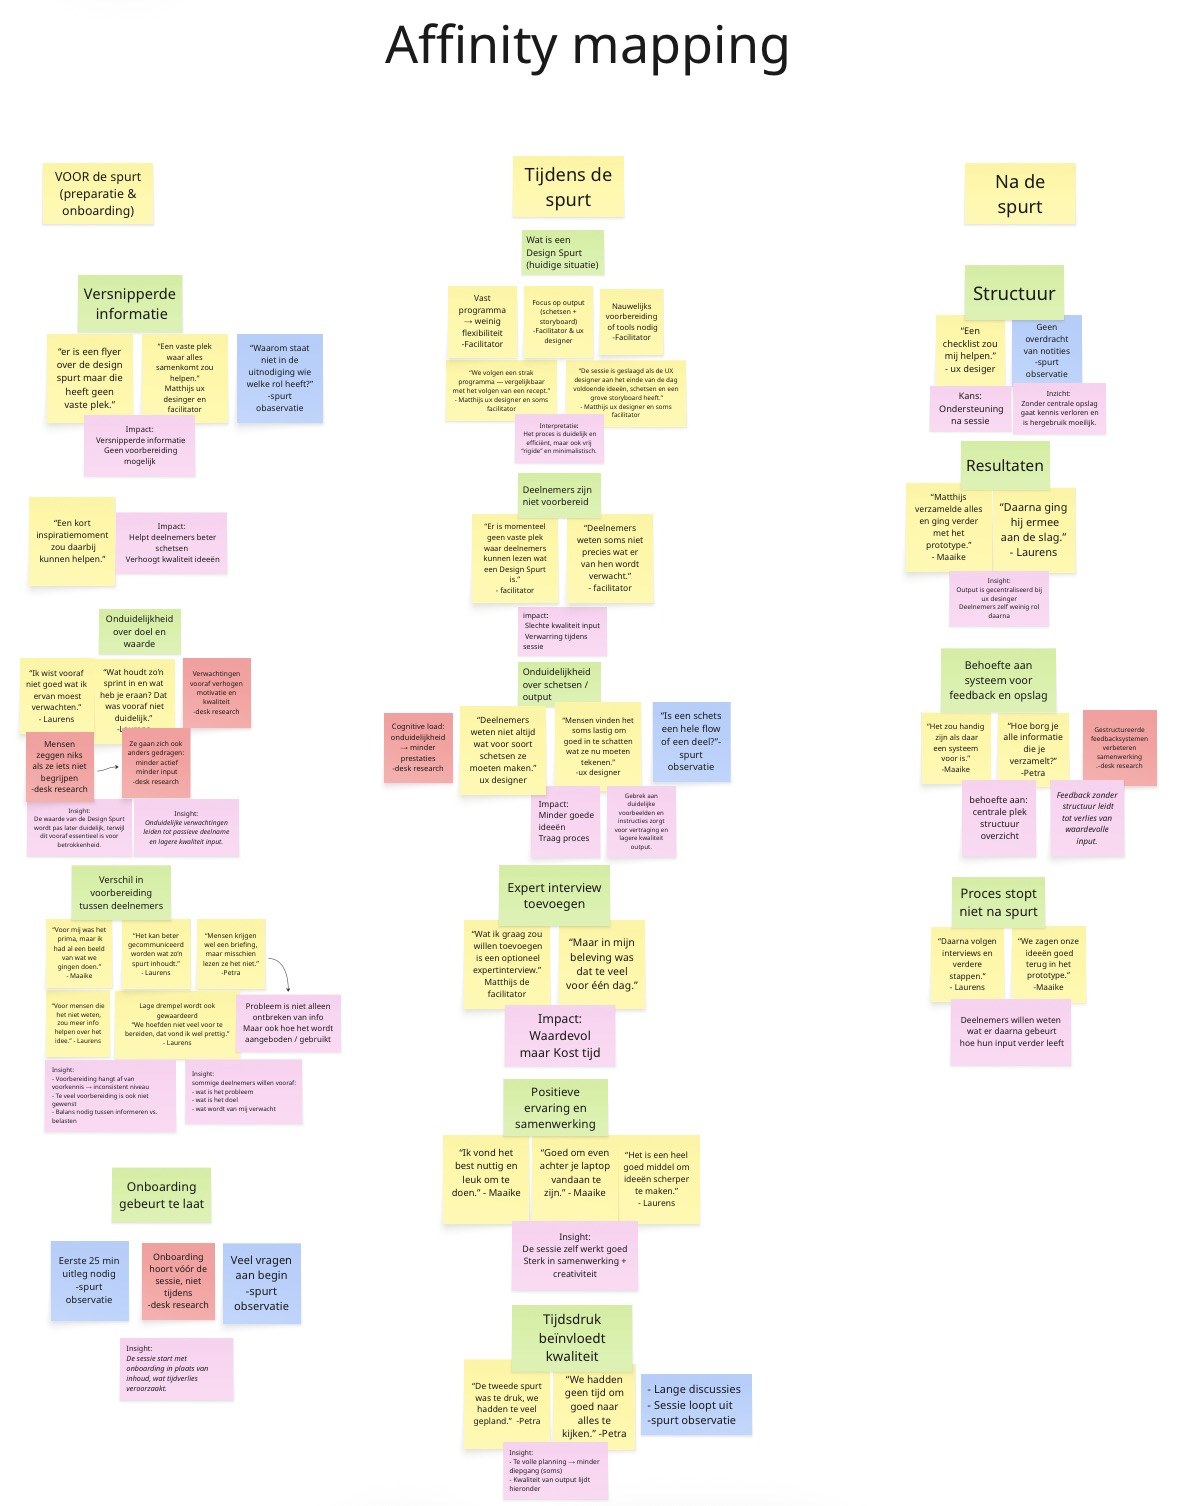 Affinity mapping
VOOR de spurt
(preparatie &
onboarding)
Versnipperde
informatie
“er is een flyer
over de design
spurt maar die
heeft geen
vaste plek.”
“Een vaste plek
waar alles
samenkomt zou
helpen.”
Matthijs ux
desinger en
facilitator
“Waarom staat
niet in de
uitnodiging wie
welke rol heeft?”
-spurt
obaservatie
Impact:
Versnipperde informatie
Geen voorbereiding
mogelijk
“Een kort
inspiratiemoment
zou daarbij
kunnen helpen.”
Impact:
Helpt deelnemers beter
schetsen
Verhoogt kwaliteit ideeën
Onduidelijkheid
over doel en
waarde
“Ik wist vooraf
niet goed wat ik
ervan moest
verwachten.”
- Laurens
“Wat houdt zo’n
sprint in en wat
heb je eraan? Dat
was vooraf niet
duidelijk.”
Verwachtingen
vooraf verhogen
motivatie en
kwaliteit
-desk research
Mensen
zeggen niks
als ze iets niet
begrijpen
-desk research
Ze gaan zich ook
anders gedragen:
minder actief
minder input
-desk research
Insight:
De waarde van de Design Spurt
wordt pas later duidelijk, terwijl
dit vooraf essentieel is voor
betrokkenheid.
Insight:
Onduidelijke verwachtingen
leiden tot passieve deelname
en lagere kwaliteit input.
Verschil in
voorbereiding
tussen deelnemers
“Voor mij was het
prima, maar ik
had al een beeld
van wat we
gingen doen.”
- Maaike
“Het kan beter
gecommuniceerd
worden wat zo’n
spurt inhoudt.”
- Laurens
“Mensen krijgen
wel een briefing,
maar misschien
lezen ze het niet.”
-Petra
“Voor mensen die
het niet weten,
zou meer info
helpen over het
idee.” - Laurens
Lage drempel wordt ook
gewaardeerd
“We hoefden niet veel voor te
bereiden, dat vond ik wel prettig.”
- Laurens
Probleem is niet alleen
ontbreken van info
Maar ook hoe het wordt
aangeboden / gebruikt
Insight:
- Voorbereiding hangt af van
voorkennis → inconsistent niveau
- Te veel voorbereiding is ook niet
gewenst
- Balans nodig tussen informeren vs.
belasten
Insight:
sommige deelnemers willen vooraf:
- wat is het probleem
- wat is het doel
- wat wordt van mij verwacht
Onboarding
gebeurt te laat
Eerste 25 min
uitleg nodig
-spurt
observatie
Onboarding
hoort vóór de
sessie, niet
tijdens
-desk research
Veel vragen
aan begin
-spurt
observatie
Insight:
De sessie start met
onboarding in plaats van
inhoud, wat tijdverlies
veroorzaakt.
Tijdens de
spurt
Wat is een
Design Spurt
(huidige situatie)
Vast
programma
→ weinig
flexibiliteit
-Facilitator
Focus op output
(schetsen +
storyboard)
-Facilitator & ux
designer
Nauwelijks
voorbereiding
of tools nodig
-Facilitator
“We volgen een strak
programma — vergelijkbaar
met het volgen van een recept.”
- Matthijs ux designer en soms
facilitator
“De sessie is geslaagd als de UX
designer aan het einde van de dag
voldoende ideeën, schetsen en een
grove storyboard heeft.”
- Matthijs ux designer en soms
facilitator
Interpretatie:
Het proces is duidelijk en
efficiënt, maar ook vrij
“rigide” en minimalistisch.
Deelnemers zijn
niet voorbereid
“Er is momenteel
geen vaste plek
waar deelnemers
kunnen lezen wat
een Design Spurt
is.”
- facilitator
“Deelnemers
weten soms niet
precies wat er
van hen wordt
verwacht.”
- facilitator
impact:
Slechte kwaliteit input
Verwarring tijdens
sessie
Onduidelijkheid
over schetsen /
output
Cognitive load:
onduidelijkheid
→ minder
prestaties
-desk research
“Deelnemers
weten niet altijd
wat voor soort
schetsen ze
moeten maken.”
ux designer
“Mensen vinden het
soms lastig om
goed in te schatten
wat ze nu moeten
tekenen.”
-ux designer
“Is een schets
een hele flow
of een deel?”-
spurt
observatie
Impact:
Minder goede
ideeën
Traag proces
Gebrek aan
duidelijke
voorbeelden en
instructies zorgt
voor vertraging en
lagere kwaliteit
output.
Expert interview
toevoegen
“Wat ik graag zou
willen toevoegen
is een optioneel
expertinterview.”
Matthijs de
facilitator
“Maar in mijn
beleving was
dat te veel
voor één dag.”
Impact:
Waardevol
maar Kost tijd
Positieve
ervaring en
samenwerking
“Ik vond het
best nuttig en
leuk om te
doen.” - Maaike
“Goed om even
achter je laptop
vandaan te
zijn.” - Maaike
“Het is een heel
goed middel om
ideeën scherper
te maken.”
- Laurens
Insight:
De sessie zelf werkt goed
Sterk in samenwerking +
creativiteit
Tijdsdruk
beïnvloedt
kwaliteit
“De tweede spurt
was te druk, we
hadden te veel
gepland.” -Petra
“We hadden
geen tijd om
goed naar
alles te
kijken.” -Petra
- Lange discussies
- Sessie loopt uit
-spurt observatie
Insight:
- Te volle planning → minder
diepgang (soms)
- Kwaliteit van output lijdt
hieronder
Na de
spurt
Structuur
“Een
checklist zou
mij helpen.”
- ux desiger
Geen
overdracht
van notities
-spurt
observatie
Kans:
Ondersteuning
na sessie
Inzicht:
Zonder centrale opslag
gaat kennis verloren en
is hergebruik moeilijk.
Resultaten
“Matthijs
verzamelde alles
en ging verder
met het
prototype.”
- Maaike
“Daarna ging
hij ermee
aan de slag.”
- Laurens
Insight:
Output is gecentraliseerd bij
ux desinger
Deelnemers zelf weinig rol
daarna
Behoefte aan
systeem voor
feedback en opslag
“Het zou handig
zijn als daar
een systeem
voor is.”
-Maaike
“Hoe borg je
alle informatie
die je
verzamelt?”
-Petra
Gestructureerde
feedbacksystemen
verbeteren
samenwerking
.-desk research
behoefte aan:
centrale plek
structuur
overzicht
Feedback zonder
structuur leidt
tot verlies van
waardevolle
input.
Proces stopt
niet na spurt
“Daarna volgen
interviews en
verdere
stappen.”
- Laurens
“We zagen onze
ideeën goed
terug in het
prototype.”
-Maaike
Deelnemers willen weten
wat er daarna gebeurt
hoe hun input verder leeft